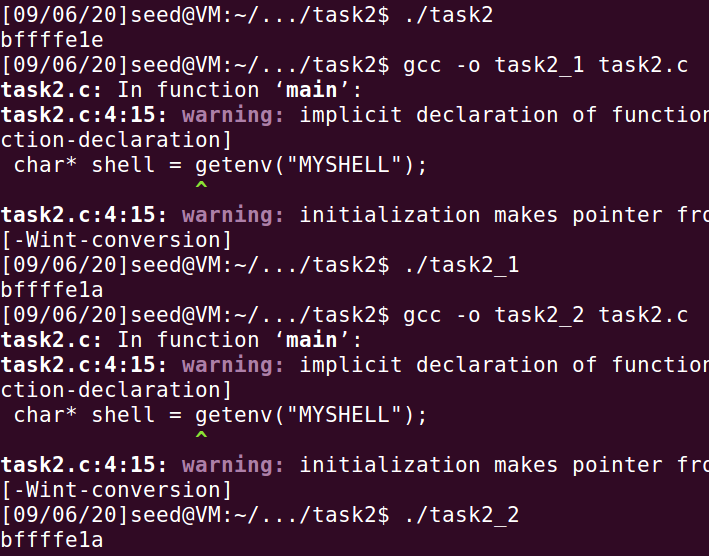 [09/06/20]seed@VM:~/.../task2$ ./task2
bffffe1e
[09/06/20]seed@VM:~/.../task2$ gcc -o task2_1 task2.c
task2.c: In function ‘main’:
task2.c:4:15: warning: implicit declaration of function
ction-declaration]
 char* shell = getenv("MYSHELL");
               ^
task2.c:4:15: warning: initialization makes pointer fro
[-Wint-conversion]
[09/06/20]seed@VM:~/.../task2$ ./task2_1
bffffe1a
[09/06/20]seed@VM:~/.../task2$ gcc -o task2_2 task2.c
task2.c: In function ‘main’:
task2.c:4:15: warning: implicit declaration of function
ction-declaration]
 char* shell = getenv("MYSHELL");
               ^
task2.c:4:15: warning: initialization makes pointer fro
[-Wint-conversion]
[09/06/20]seed@VM:~/.../task2$ ./task2_2
bffffe1a